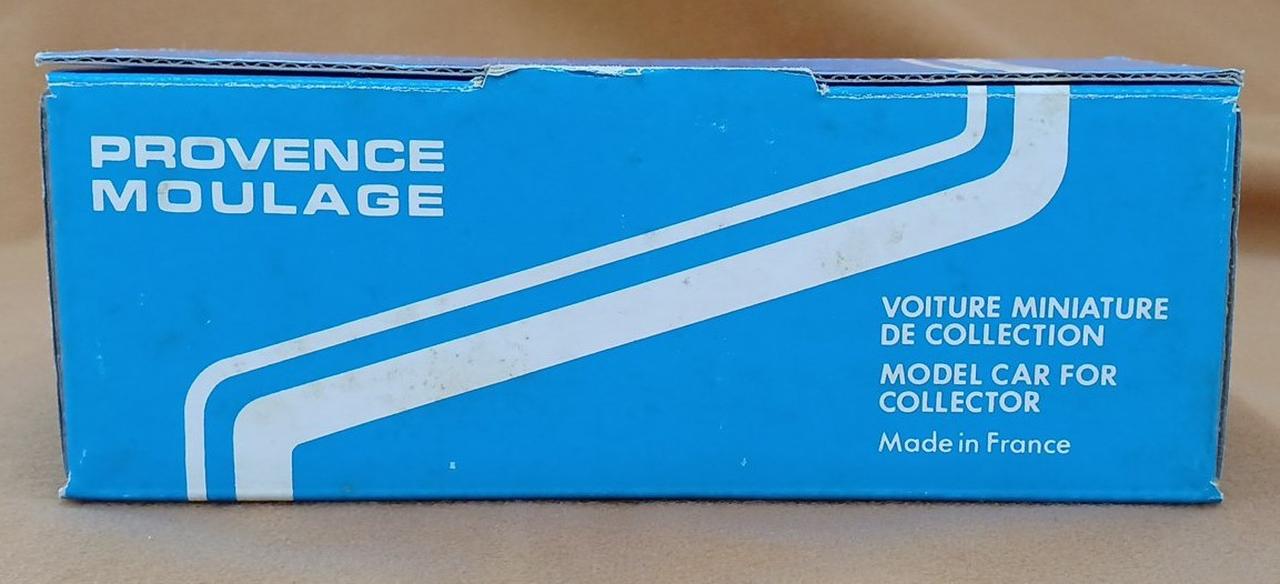 PROVENCE
MOULAGE
VOITURE MINIATURE
DE COLLECTION
MODEL CAR FOR
COLLECTOR
Made in France